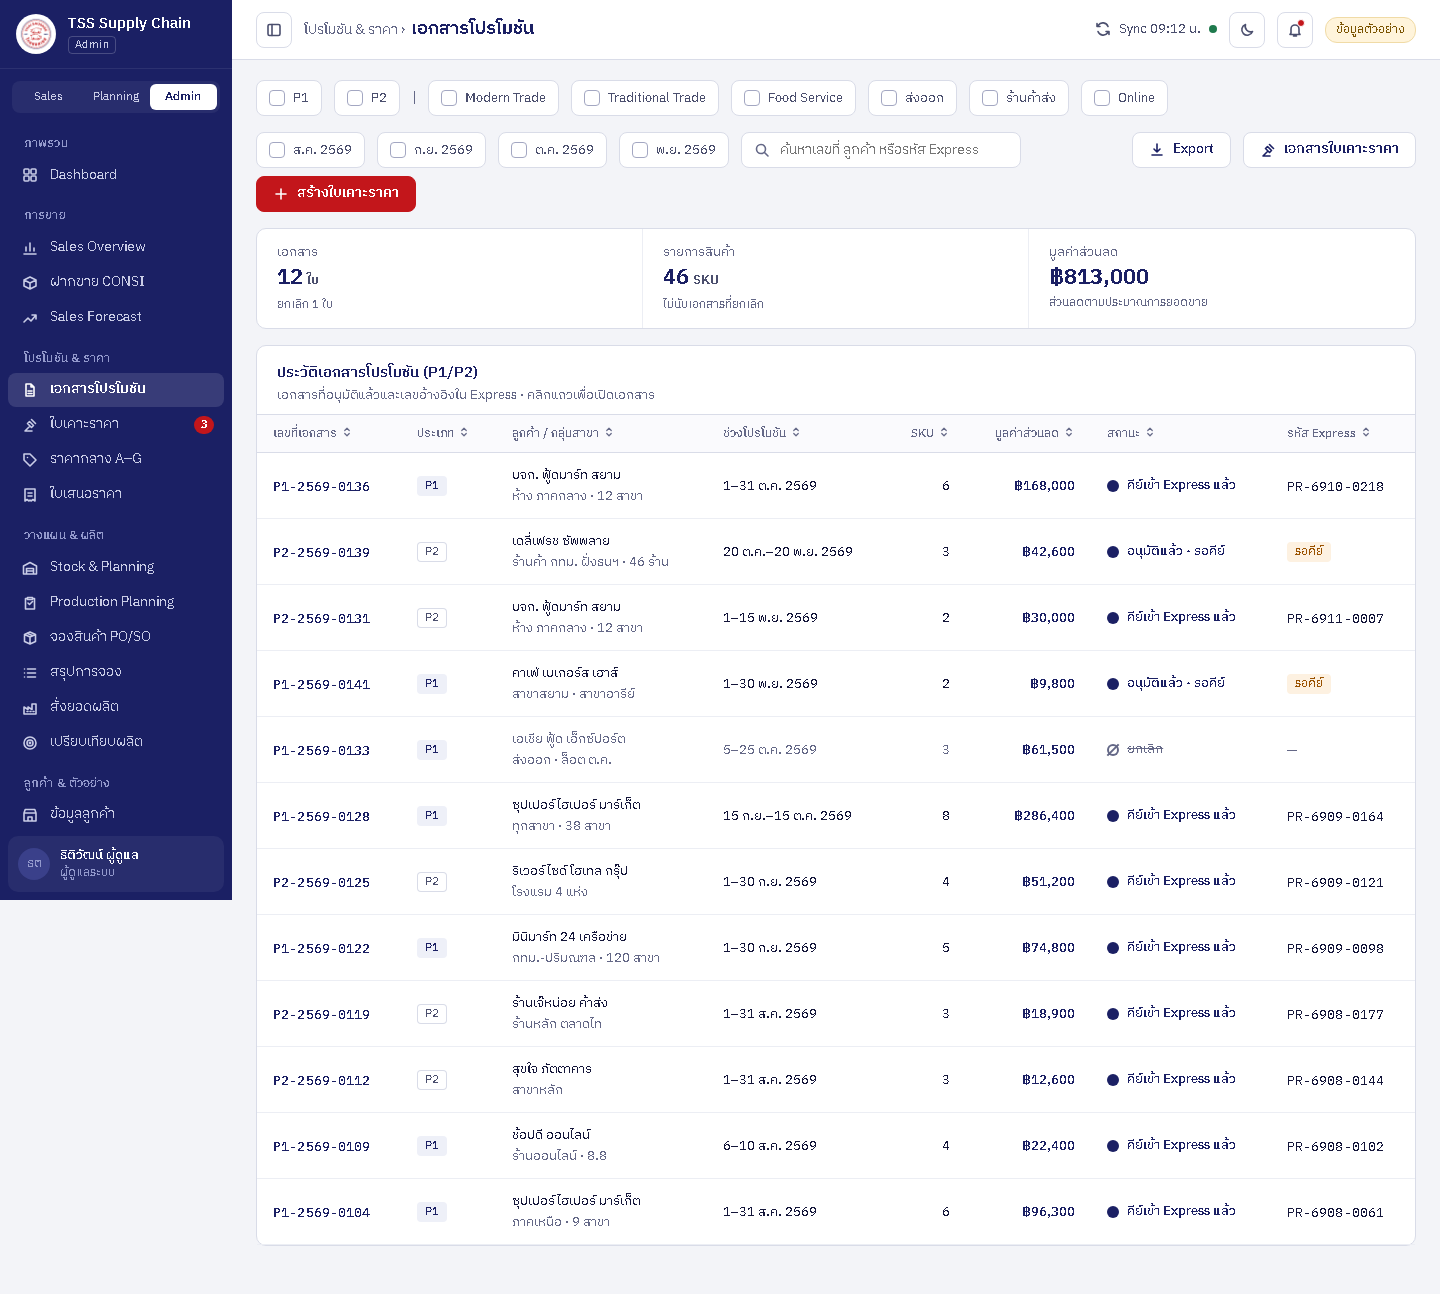 TSS Supply Chain
Admin
Sales Planning Admin
ภาพรวม
Dashboard
การขาย
Sales Overview
ฝากขาย CONSI
Sales Forecast
โปรโมชัน & ราคา
เอกสารโปรโมชัน
ใบเคาะราคา 3
ราคากลาง A–G
ใบเสนอราคา
วางแผน & ผลิต
Stock & Planning
Production Planning
จองสินค้า PO/SO
สรุปการจอง
สั่งยอดผลิต
เปรียบเทียบผลิต
ลูกค้า & ตัวอย่าง
ข้อมูลลูกค้า
ธต ธิติวัฒน์ ผู้ดูแล
ผู้ดูแลระบบ
โปรโมชัน & ราคา › เอกสารโปรโมชัน
Sync 09:12 น.
ข้อมูลตัวอย่าง
P1 P2 | Modern Trade Traditional Trade Food Service ส่งออก ร้านค้าส่ง Online
ส.ค. 2569 ก.ย. 2569 ต.ค. 2569 พ.ย. 2569 ค้นหาเลขที่ ลูกค้า หรือรหัส Express Export เอกสารใบเคาะราคา
สร้างใบเคาะราคา
เอกสาร
12 ใบ
ยกเลิก 1 ใบ
รายการสินค้า
46 SKU
ไม่นับเอกสารที่ยกเลิก
มูลค่าส่วนลด
฿813,000
ส่วนลดตามประมาณการยอดขาย
ประวัติเอกสารโปรโมชัน (P1/P2)
เอกสารที่อนุมัติแล้วและเลขอ้างอิงใน Express · คลิกแถวเพื่อเปิดเอกสาร
เลขที่เอกสาร ประเภท ลูกค้า / กลุ่มสาขา ช่วงโปรโมชัน SKU มูลค่าส่วนลด สถานะ รหัส Express
P1-2569-0136 P1 บจก. ฟู้ดมาร์ท สยาม 1–31 ต.ค. 2569 6 ฿168,000 คีย์เข้า Express แล้ว PR-6910-0218
ห้าง ภาคกลาง · 12 สาขา
P2-2569-0139 P2 เดลี่เฟรช ซัพพลาย 20 ต.ค.–20 พ.ย. 2569 3 ฿42,600 อนุมัติแล้ว · รอคีย์ รอคีย์
ร้านค้า กทม. ฝั่งธนฯ · 46 ร้าน
P2-2569-0131 P2 บจก. ฟู้ดมาร์ท สยาม 1–15 พ.ย. 2569 2 ฿30,000 คีย์เข้า Express แล้ว PR-6911-0007
ห้าง ภาคกลาง · 12 สาขา
P1-2569-0141 P1 คาเฟ่ เบเกอร์ส เฮาส์ 1–30 พ.ย. 2569 2 ฿9,800 อนุมัติแล้ว · รอคีย์ รอคีย์
สาขาสยาม · สาขาอารีย์
P1-2569-0133 P1 เอเชีย ฟู้ด เอ็กซ์ปอร์ต 5–25 ต.ค. 2569 3 ฿61,500 ยกเลิก —
ส่งออก · ล็อต ต.ค.
P1-2569-0128 P1 ซุปเปอร์ไฮเปอร์ มาร์เก็ต 15 ก.ย.–15 ต.ค. 2569 8 ฿286,400 คีย์เข้า Express แล้ว PR-6909-0164
ทุกสาขา · 38 สาขา
P2-2569-0125 P2 ริเวอร์ไซด์ โฮเทล กรุ๊ป 1–30 ก.ย. 2569 4 ฿51,200 คีย์เข้า Express แล้ว PR-6909-0121
โรงแรม 4 แห่ง
P1-2569-0122 P1 มินิมาร์ท 24 เครือข่าย 1–30 ก.ย. 2569 5 ฿74,800 คีย์เข้า Express แล้ว PR-6909-0098
กทม.-ปริมณฑล · 120 สาขา
P2-2569-0119 P2 ร้านเจ๊หน่อย ค้าส่ง 1–31 ส.ค. 2569 3 ฿18,900 คีย์เข้า Express แล้ว PR-6908-0177
ร้านหลัก ตลาดไท
P2-2569-0112 P2 สุขใจ ภัตตาคาร 1–31 ส.ค. 2569 3 ฿12,600 คีย์เข้า Express แล้ว PR-6908-0144
สาขาหลัก
P1-2569-0109 P1 ช้อปดี ออนไลน์ 6–10 ส.ค. 2569 4 ฿22,400 คีย์เข้า Express แล้ว PR-6908-0102
ร้านออนไลน์ · 8.8
P1-2569-0104 P1 ซุปเปอร์ไฮเปอร์ มาร์เก็ต 1–31 ส.ค. 2569 6 ฿96,300 คีย์เข้า Express แล้ว PR-6908-0061
ภาคเหนือ · 9 สาขา